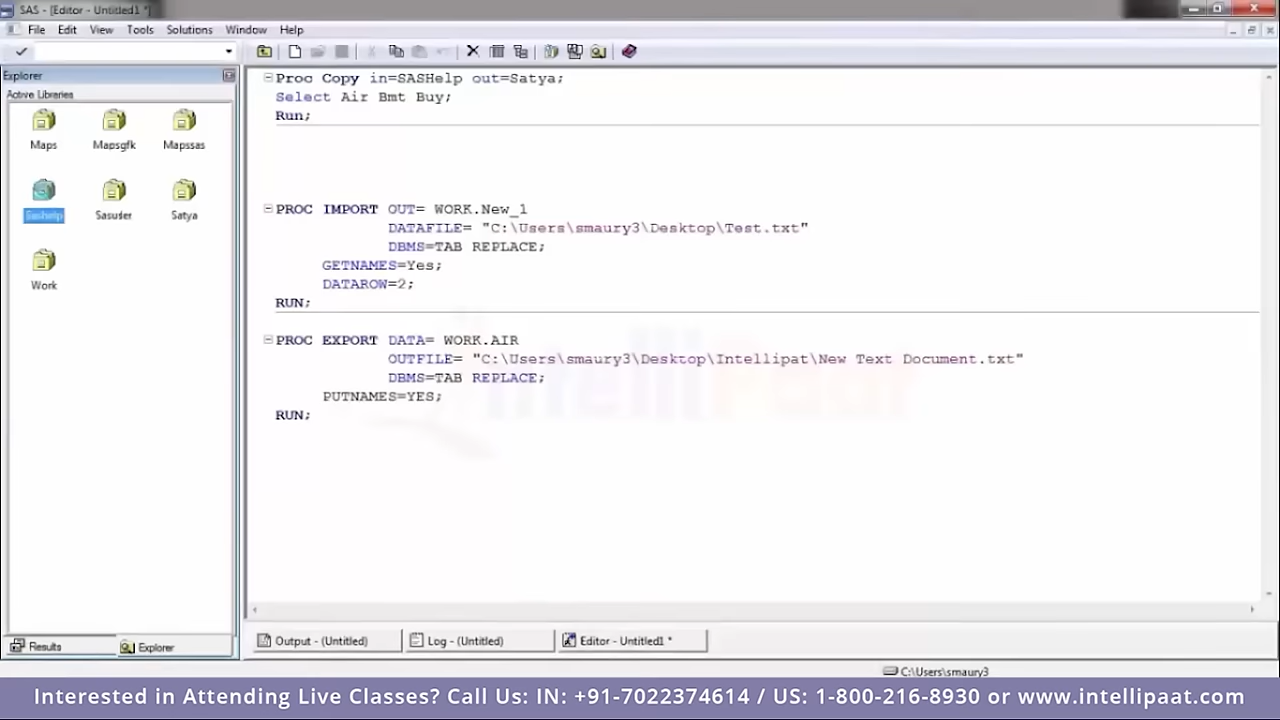 SAS - [Editor - Untitled1 *]
File Edit View Tools Solutions Window Help
Explorer
Active Libraries
Maps Mapsgfk Mapssas
Sashelp Sasuser Satya
Work
Proc Copy in=SASHelp out=Satya;
Select Air Bmt Buy;
Run;
PROC IMPORT OUT= WORK.New_1
DATAFILE= "C:\Users\smaury3\Desktop\Test.txt"
DBMS=TAB REPLACE;
GETNAMES=Yes;
DATAROW=2;
RUN;
PROC EXPORT DATA= WORK.AIR
OUTFILE= "C:\Users\smaury3\Desktop\Intellipat\New Text Document.txt"
DBMS=TAB REPLACE;
PUTNAMES=YES;
RUN;
IntelliPaat
Results Explorer
Output - (Untitled) Log - (Untitled) Editor - Untitled1 *
C:\Users\smaury3
Interested in Attending Live Classes? Call Us: IN: +91-7022374614 / US: 1-800-216-8930 or www.intellipaat.com